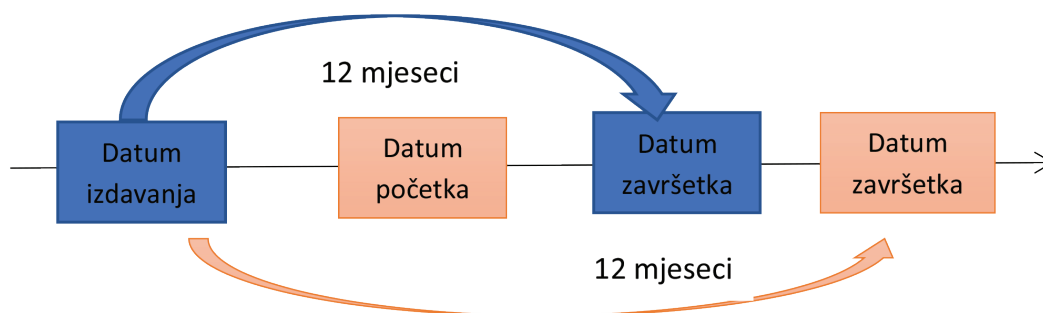 12 mjeseci
Datum
izdavanja
Datum
početka
Datum
završetka
Datum
završetka
12 mjeseci